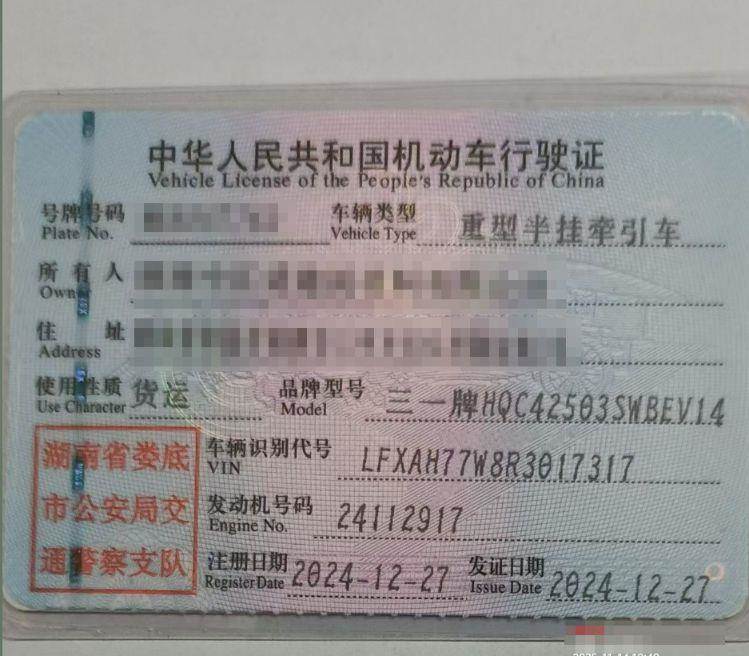 中华人民共和国机动车行驶证
Vehicle License of the People's Republic of China
号牌号码 车辆类型 重型半挂牵引车
Plate No. Vehicle Type
所有人
Owner
住址
Address
使用性质 货运 品牌型号 三一牌HQC42503SWBEV14
Use Character Model
湖南省娄底 车辆识别代号 LFXAH77W8R3017317
VIN
市公安局交 发动机号码 24112917
Engine No.
通警察支队 注册日期 2024-12-27 发证日期 2024-12-27
Register Date Issue Date